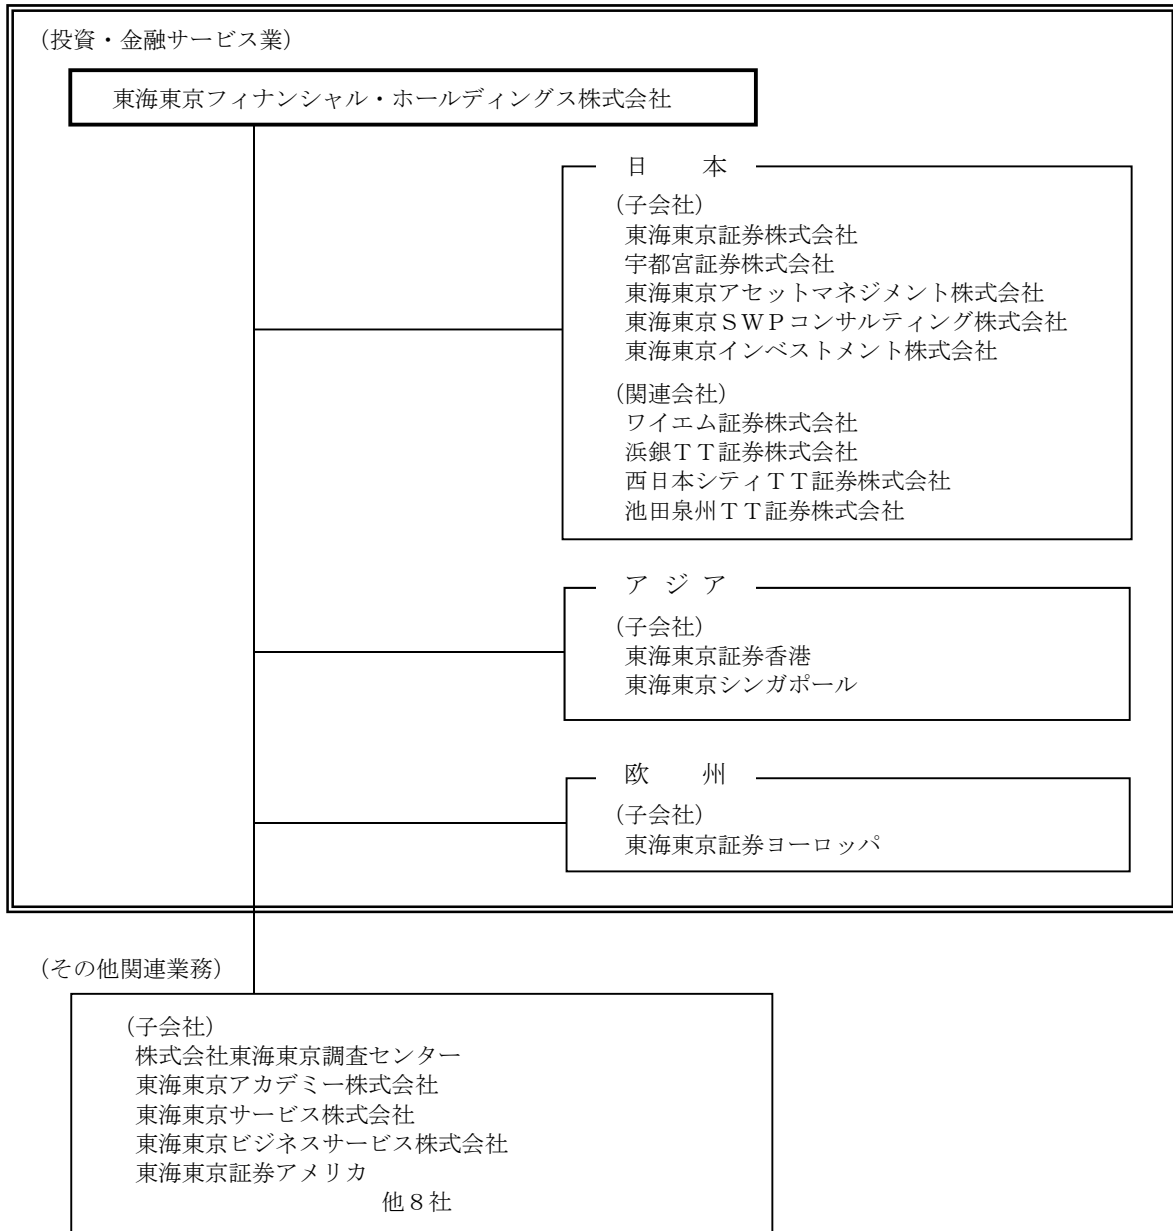 （投資・金融サービス業）
東海東京フィナンシャル・ホールディングス株式会社
日　　本
（子会社）
東海東京証券株式会社
宇都宮証券株式会社
東海東京アセットマネジメント株式会社
東海東京ＳＷＰコンサルティング株式会社
東海東京インベストメント株式会社
（関連会社）
ワイエム証券株式会社
浜銀ＴＴ証券株式会社
西日本シティＴＴ証券株式会社
池田泉州ＴＴ証券株式会社
ア ジ ア
（子会社）
東海東京証券香港
東海東京シンガポール
欧　　州
（子会社）
東海東京証券ヨーロッパ
（その他関連業務）
（子会社）
株式会社東海東京調査センター
東海東京アカデミー株式会社
東海東京サービス株式会社
東海東京ビジネスサービス株式会社
東海東京証券アメリカ
他８社